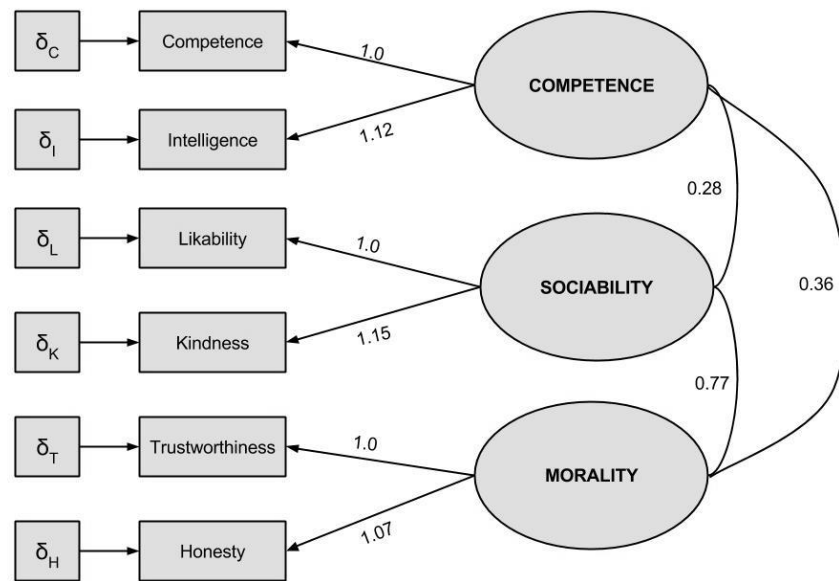 δC
Competence
1.0
COMPETENCE
δI
Intelligence
1.12
0.28
δL
Likability
1.0
SOCIABILITY
0.36
δK
Kindness
1.15
0.77
δT
Trustworthiness
1.0
MORALITY
δH
Honesty
1.07